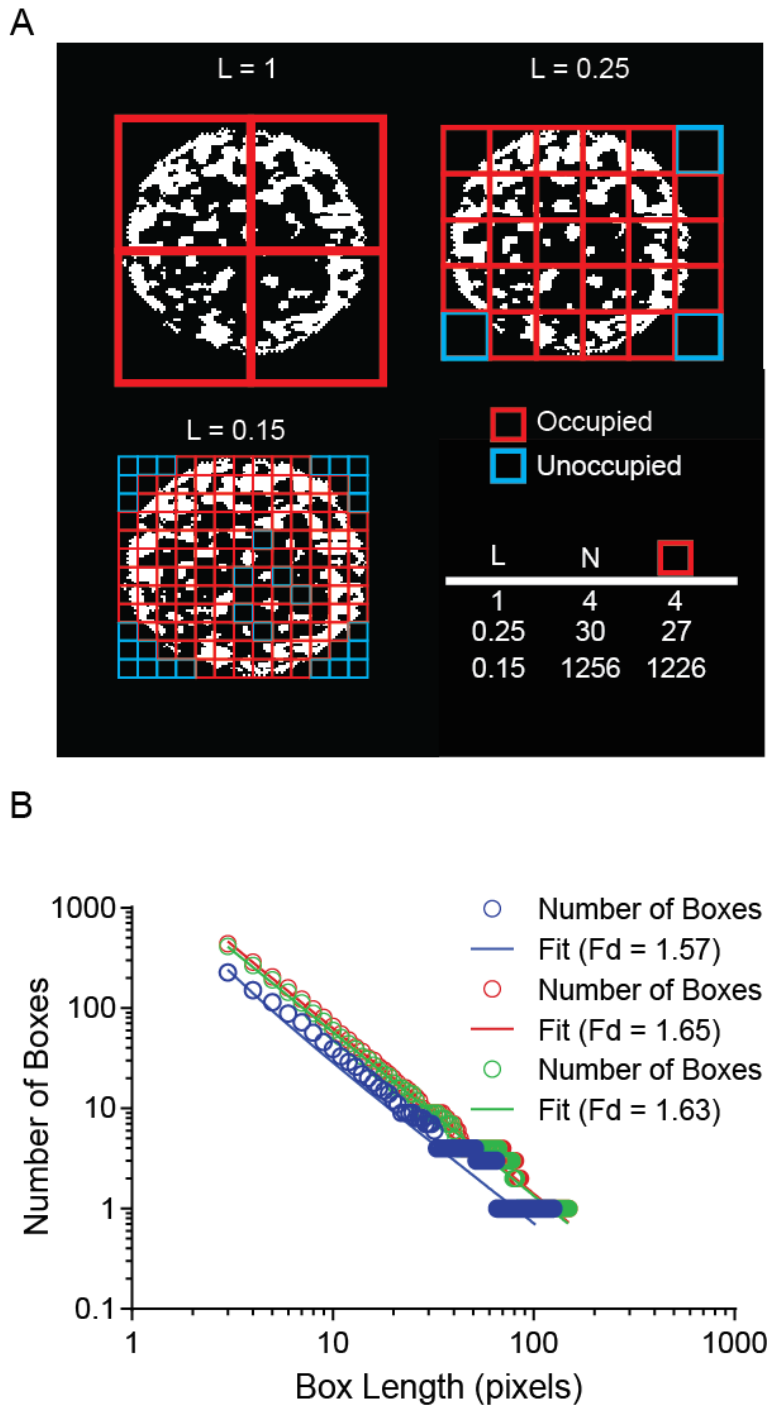 A
L = 1
L = 0.25
L = 0.15
Occupied
Unoccupied
L N
1 4 4
0.25 30 27
0.15 1256 1226
B
1000
100
10
1
0.1
Number of Boxes
Number of Boxes
Fit (Fd = 1.57)
Number of Boxes
Fit (Fd = 1.65)
Number of Boxes
Fit (Fd = 1.63)
1 10 100 1000
Box Length (pixels)